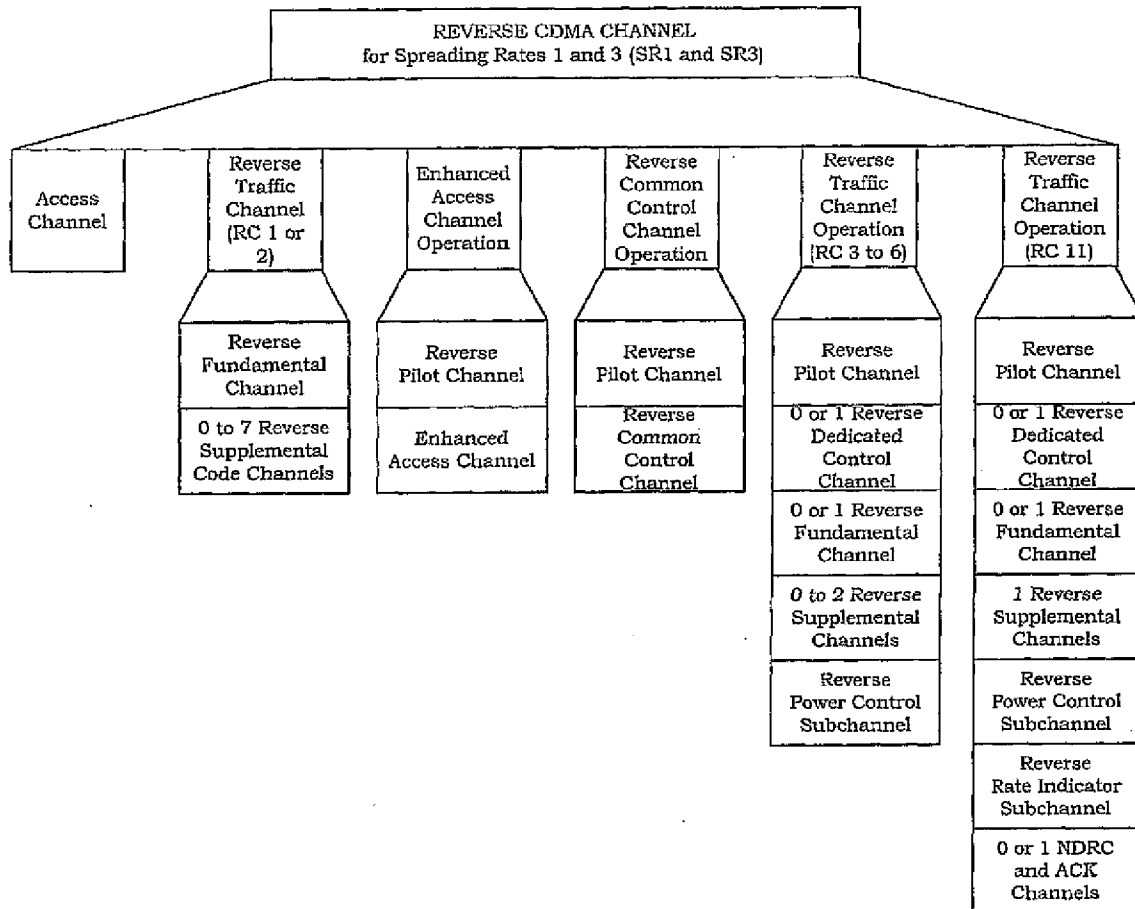 REVERSE CDMA CHANNEL
for Spreading Rates 1 and 3 (SR1 and SR3)
Access
Channel
Reverse
Traffic
Channel
(RC 1 or
2)
Enhanced
Access
Channel
Operation
Reverse
Common
Control
Channel
Operation
Reverse
Traffic
Channel
Operation
(RC 3 to 6)
Reverse
Traffic
Channel
Operation
(RC 11)
Reverse
Fundamental
Channel
0 to 7 Reverse
Supplemental
Code Channels
Reverse
Pilot Channel
Enhanced
Access Channel
Reverse
Pilot Channel
Reverse
Common
Control
Channel
Reverse
Pilot Channel
0 or 1 Reverse
Dedicated
Control
Channel
0 or 1 Reverse
Fundamental
Channel
0 to 2 Reverse
Supplemental
Channels
Reverse
Power Control
Subchannel
Reverse
Pilot Channel
0 or 1 Reverse
Dedicated
Control
Channel
0 or 1 Reverse
Fundamental
Channel
1 Reverse
Supplemental
Channels
Reverse
Power Control
Subchannel
Reverse
Rate Indicator
Subchannel
0 or 1 NDRC
and ACK
Channels